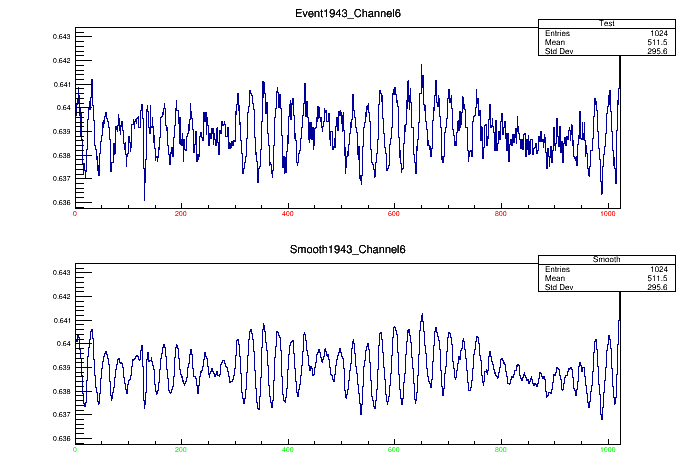 Event1943_Channel6
Test
Entries 1024
Mean 511.5
Std Dev 295.6
0.643
0.642
0.641
0.64
0.639
0.638
0.637
0.636
0 200 400 600 800 1000
Smooth1943_Channel6
Smooth
Entries 1024
Mean 511.5
Std Dev 295.6
0.643
0.642
0.641
0.64
0.639
0.638
0.637
0.636
0 200 400 600 800 1000